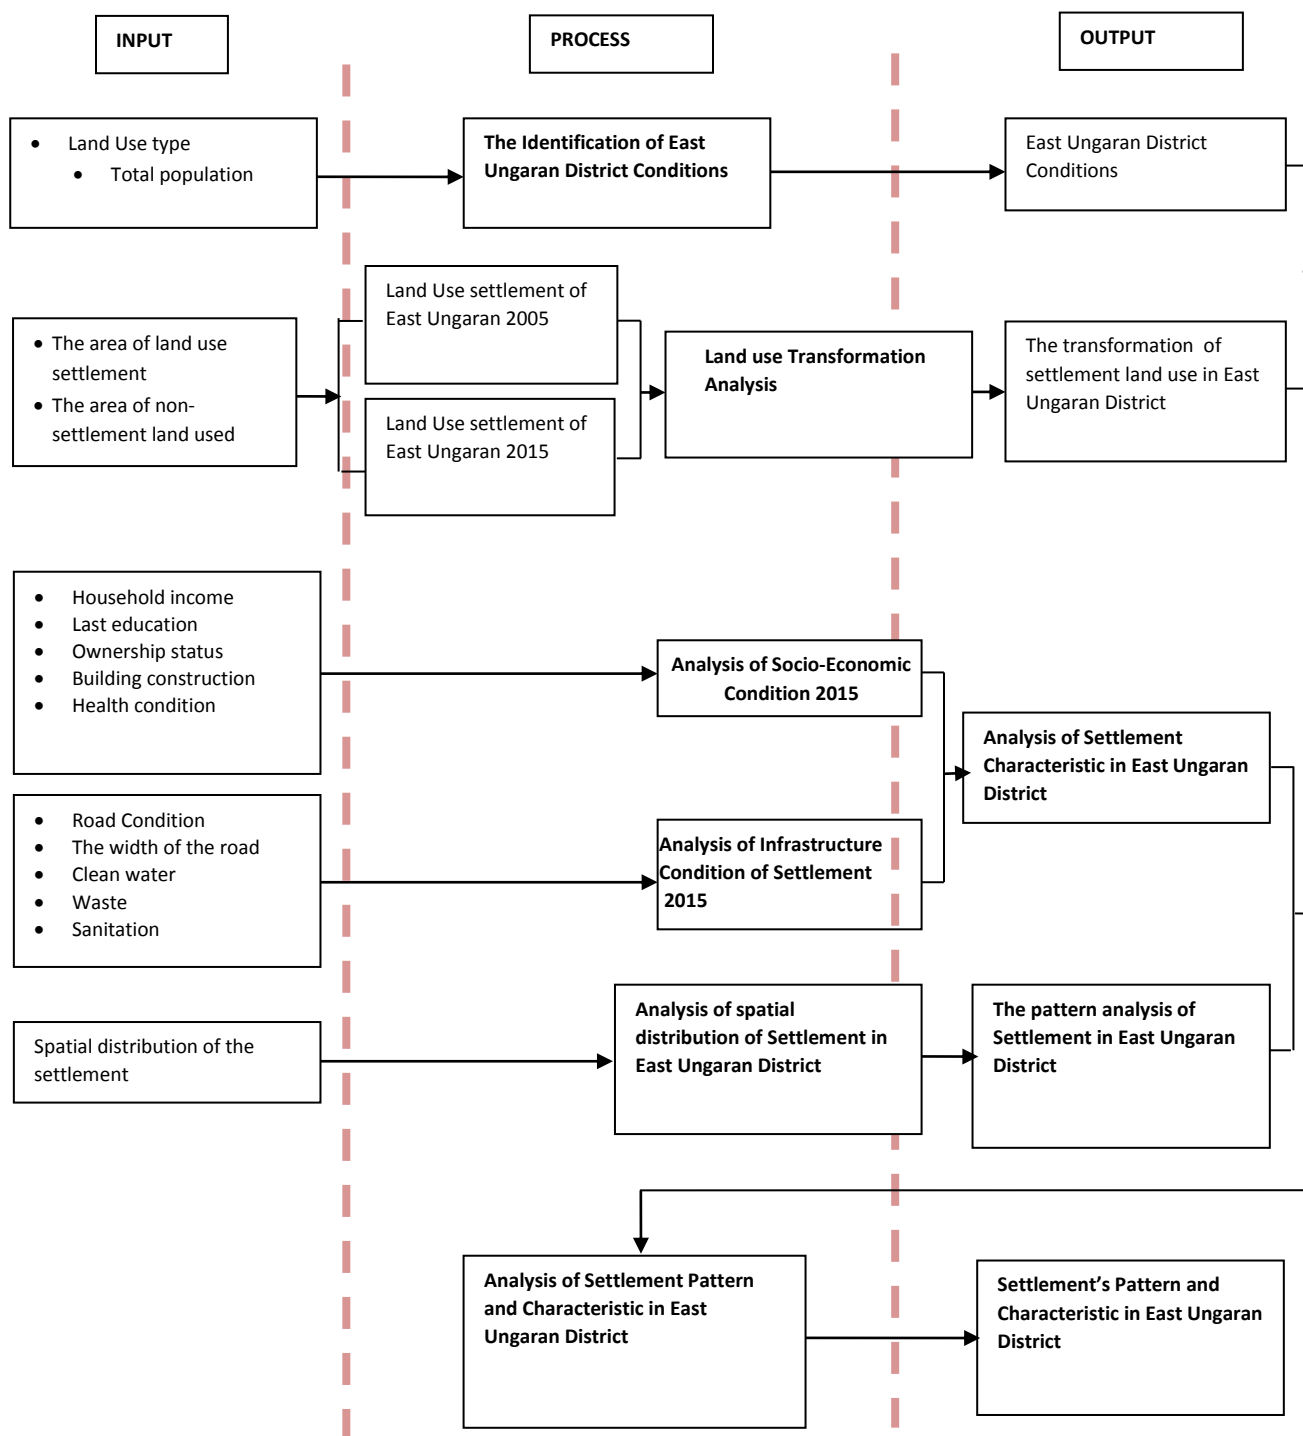 INPUT
PROCESS
OUTPUT
• Land Use type
• Total population
The Identification of East
Ungaran District Conditions
East Ungaran District
Conditions
• The area of land use
settlement
• The area of non-
settlement land used
Land Use settlement of
East Ungaran 2005
Land Use settlement of
East Ungaran 2015
Land use Transformation
Analysis
The transformation of
settlement land use in East
Ungaran District
• Household income
• Last education
• Ownership status
• Building construction
• Health condition
Analysis of Socio-Economic
Condition 2015
• Road Condition
• The width of the road
• Clean water
• Waste
• Sanitation
Analysis of Infrastructure
Condition of Settlement
2015
Analysis of Settlement
Characteristic in East Ungaran
District
Spatial distribution of the
settlement
Analysis of spatial
distribution of Settlement in
East Ungaran District
The pattern analysis of
Settlement in East Ungaran
District
Analysis of Settlement Pattern
and Characteristic in East
Ungaran District
Settlement’s Pattern and
Characteristic in East Ungaran
District